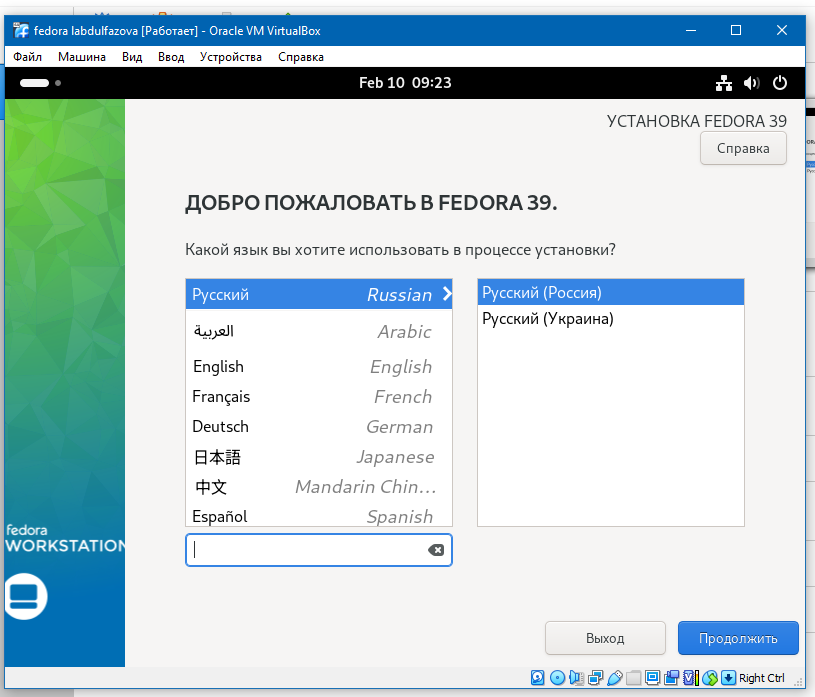 fedora labdulfazova [Работает] - Oracle VM VirtualBox
Файл Машина Вид Ввод Устройства Справка
Feb 10 09:23
УСТАНОВКА FEDORA 39
Справка
ДОБРО ПОЖАЛОВАТЬ В FEDORA 39.
Какой язык вы хотите использовать в процессе установки?
Русский Russian
العربية Arabic
English English
Français French
Deutsch German
日本語 Japanese
中文 Mandarin Chin...
Español Spanish
Русский (Россия)
Русский (Украина)
fedora
WORKSTATION
Выход
Продолжить
Right Ctrl